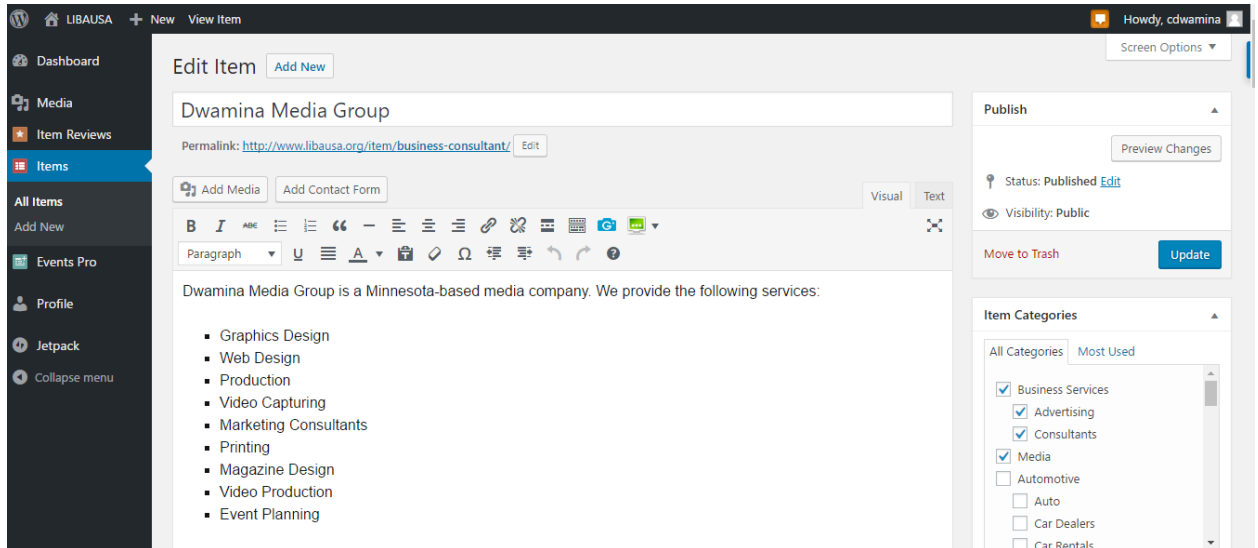 LIBAUSA + New View Item Howdy, cdwamina
Screen Options ▼
Dashboard
Media
Item Reviews
Items
All Items
Add New
Events Pro
Profile
Jetpack
Collapse menu
Edit Item Add New
Dwamina Media Group
Permalink: http://www.libausa.org/item/business-consultant/ Edit
Add Media Add Contact Form
Visual Text
B I ABC
Paragraph U A Ω
Dwamina Media Group is a Minnesota-based media company. We provide the following services:
▪ Graphics Design
▪ Web Design
▪ Production
▪ Video Capturing
▪ Marketing Consultants
▪ Printing
▪ Magazine Design
▪ Video Production
▪ Event Planning
Publish
Preview Changes
Status: Published Edit
Visibility: Public
Move to Trash Update
Item Categories
All Categories Most Used
Business Services
Advertising
Consultants
Media
Automotive
Auto
Car Dealers
Car Rentals